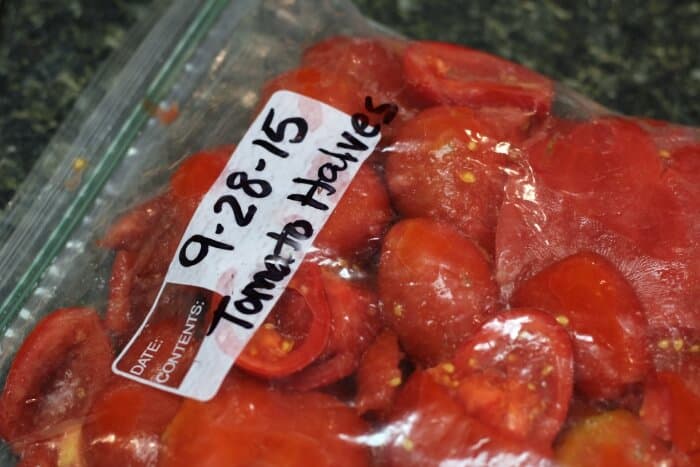 DATE: 9-28-15
CONTENTS: Tomato Halves